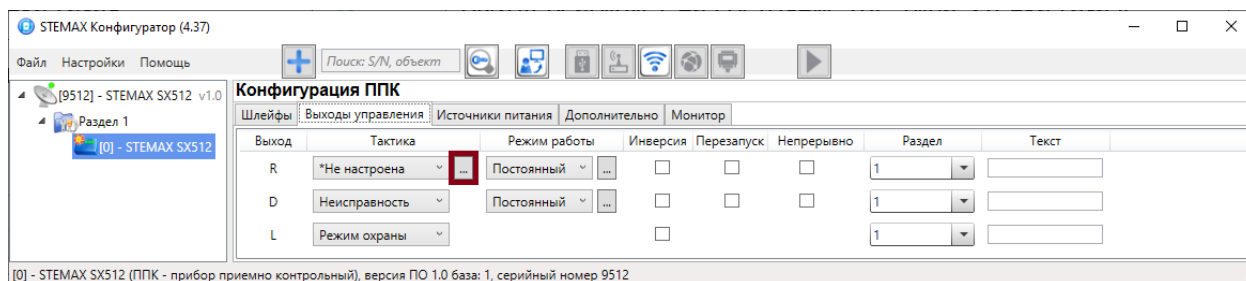 STEMAX Конфигуратор (4.37)
Файл Настройки Помощь Поиск: S/N, объект
[9512] - STEMAX SX512 v1.0
Раздел 1
[0] - STEMAX SX512
Конфигурация ППК
Шлейфы Выходы управления Источники питания Дополнительно Монитор
Выход Тактика Режим работы Инверсия Перезапуск Непрерывно Раздел Текст
R *Не настроена ... Постоянный ... 1
D Неисправность Постоянный ... 1
L Режим охраны 1
[0] - STEMAX SX512 (ППК - прибор приемно контрольный), версия ПО 1.0 база: 1, серийный номер 9512